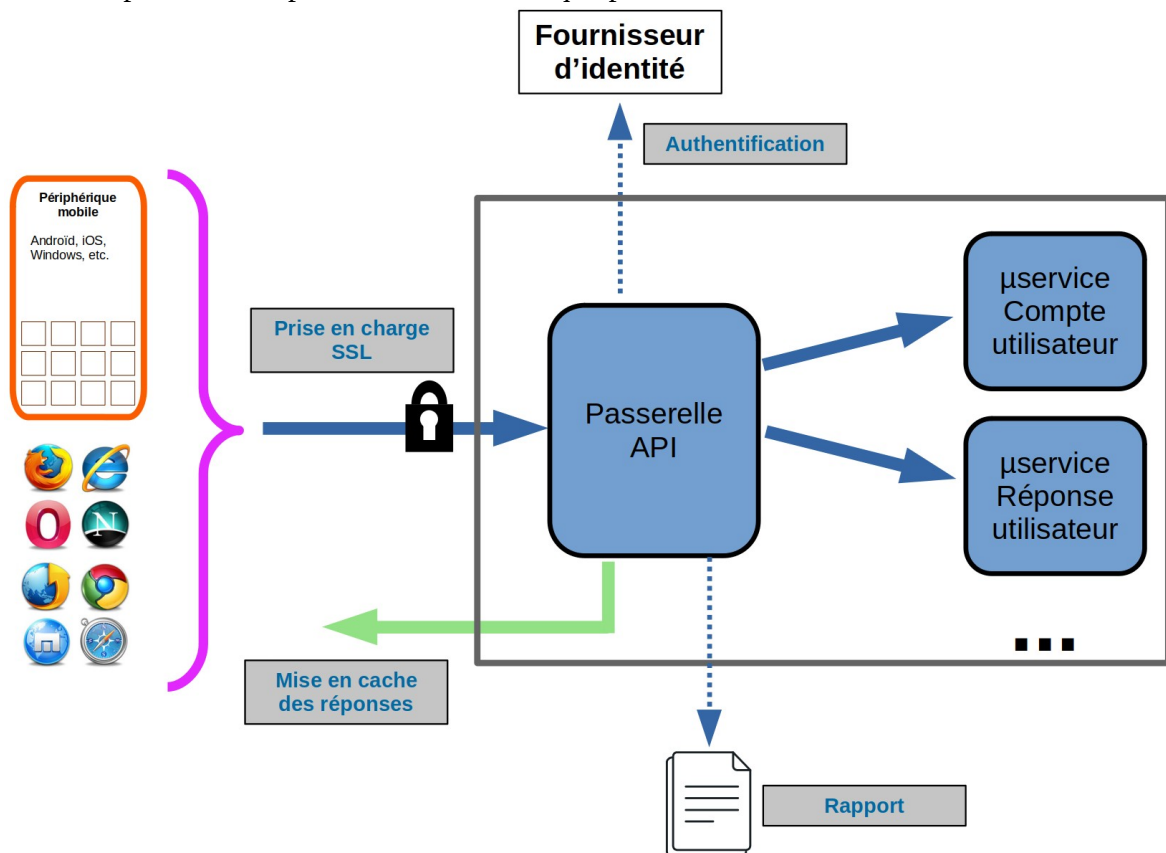 Fournisseur
d'identité
Authentification
Périphérique
mobile
Androïd, iOS,
Windows, etc.
Prise en charge
SSL
Passerelle
API
µservice
Compte
utilisateur
µservice
Réponse
utilisateur
...
Mise en cache
des réponses
Rapport